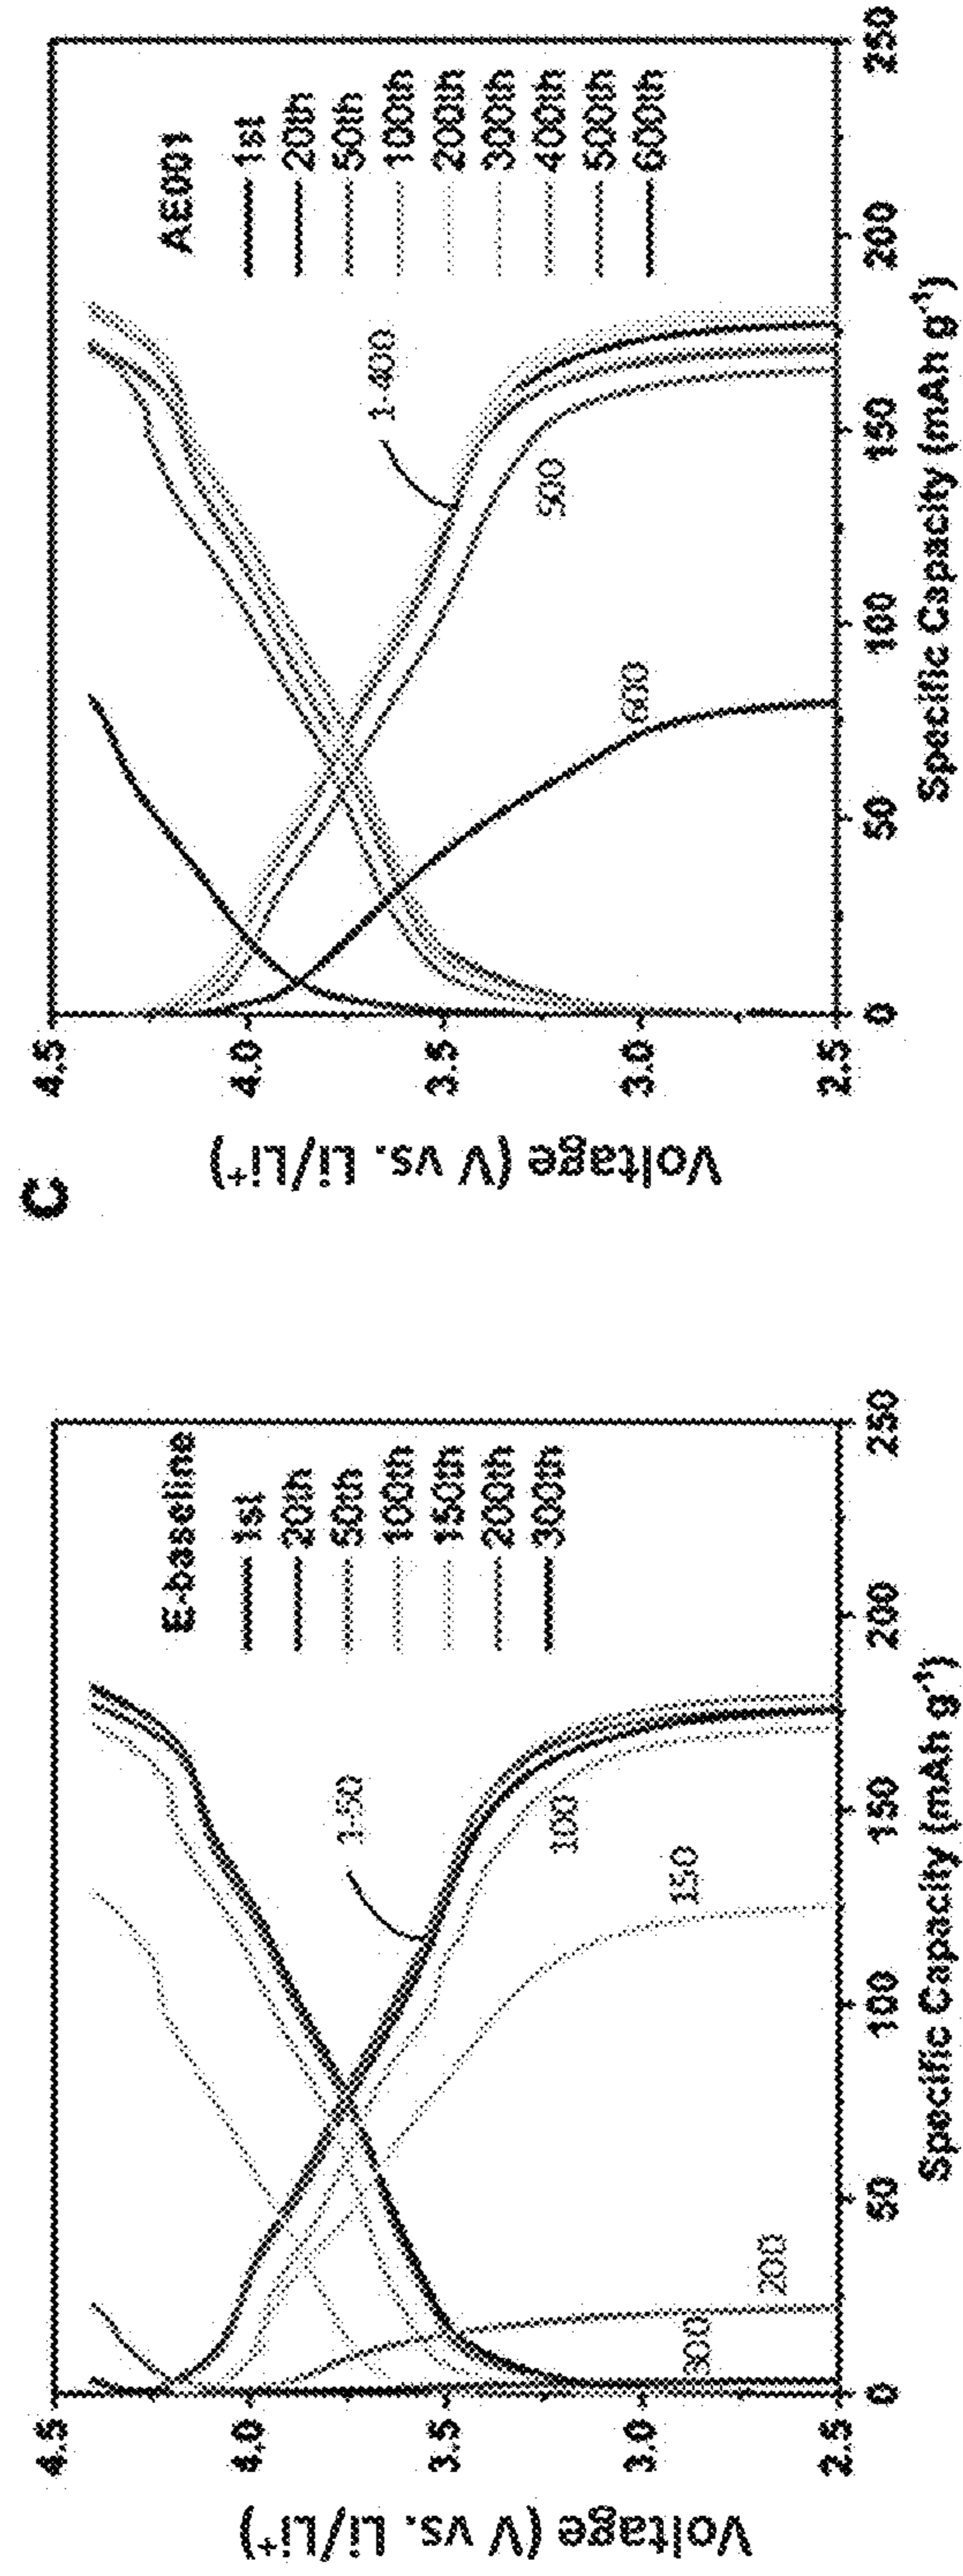 E-baseline
1st
20th
50th
100th
150th
200th
300th
1-50
100
150
200
300
4.5
4.0
3.5
3.0
2.5
0
50
100
150
200
250
Voltage (V vs. Li/Li⁺)
Specific Capacity (mAh g⁻¹)
C
AE001
1st
20th
50th
100th
200th
300th
400th
500th
600th
1-400
500
600
4.5
4.0
3.5
3.0
2.5
0
50
100
150
200
250
Voltage (V vs. Li/Li⁺)
Specific Capacity (mAh g⁻¹)